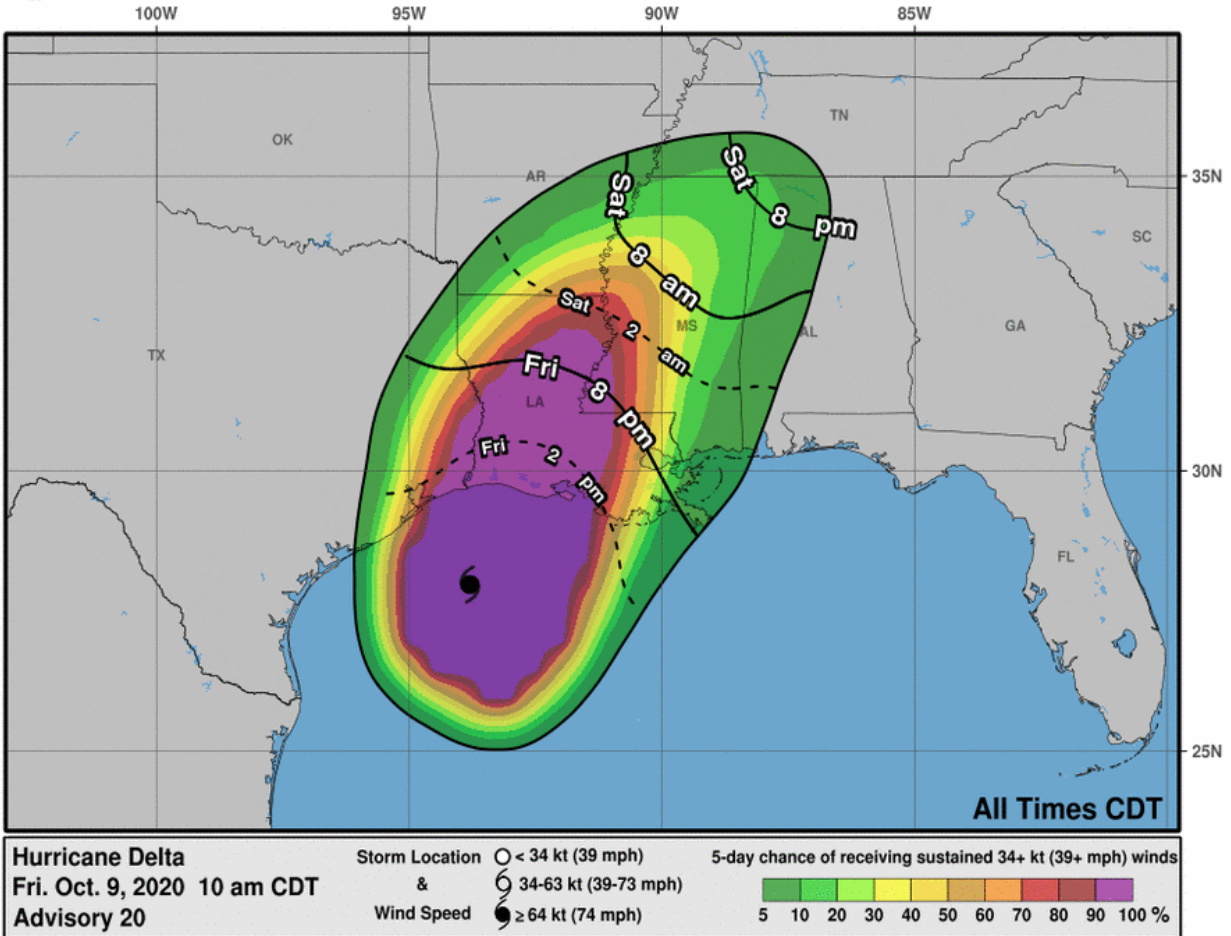 100W 95W 90W 85W
OK
TN
AR
35N
SC
Sat 8 pm
Sat 8 am
Sat 2 am
MS
AL
GA
TX
Fri 8 pm
LA
Fri 2 pm
30N
FL
25N
All Times CDT
Hurricane Delta
Fri. Oct. 9, 2020 10 am CDT
Advisory 20
Storm Location
&
Wind Speed
< 34 kt (39 mph)
34-63 kt (39-73 mph)
≥ 64 kt (74 mph)
5-day chance of receiving sustained 34+ kt (39+ mph) winds
5 10 20 30 40 50 60 70 80 90 100 %